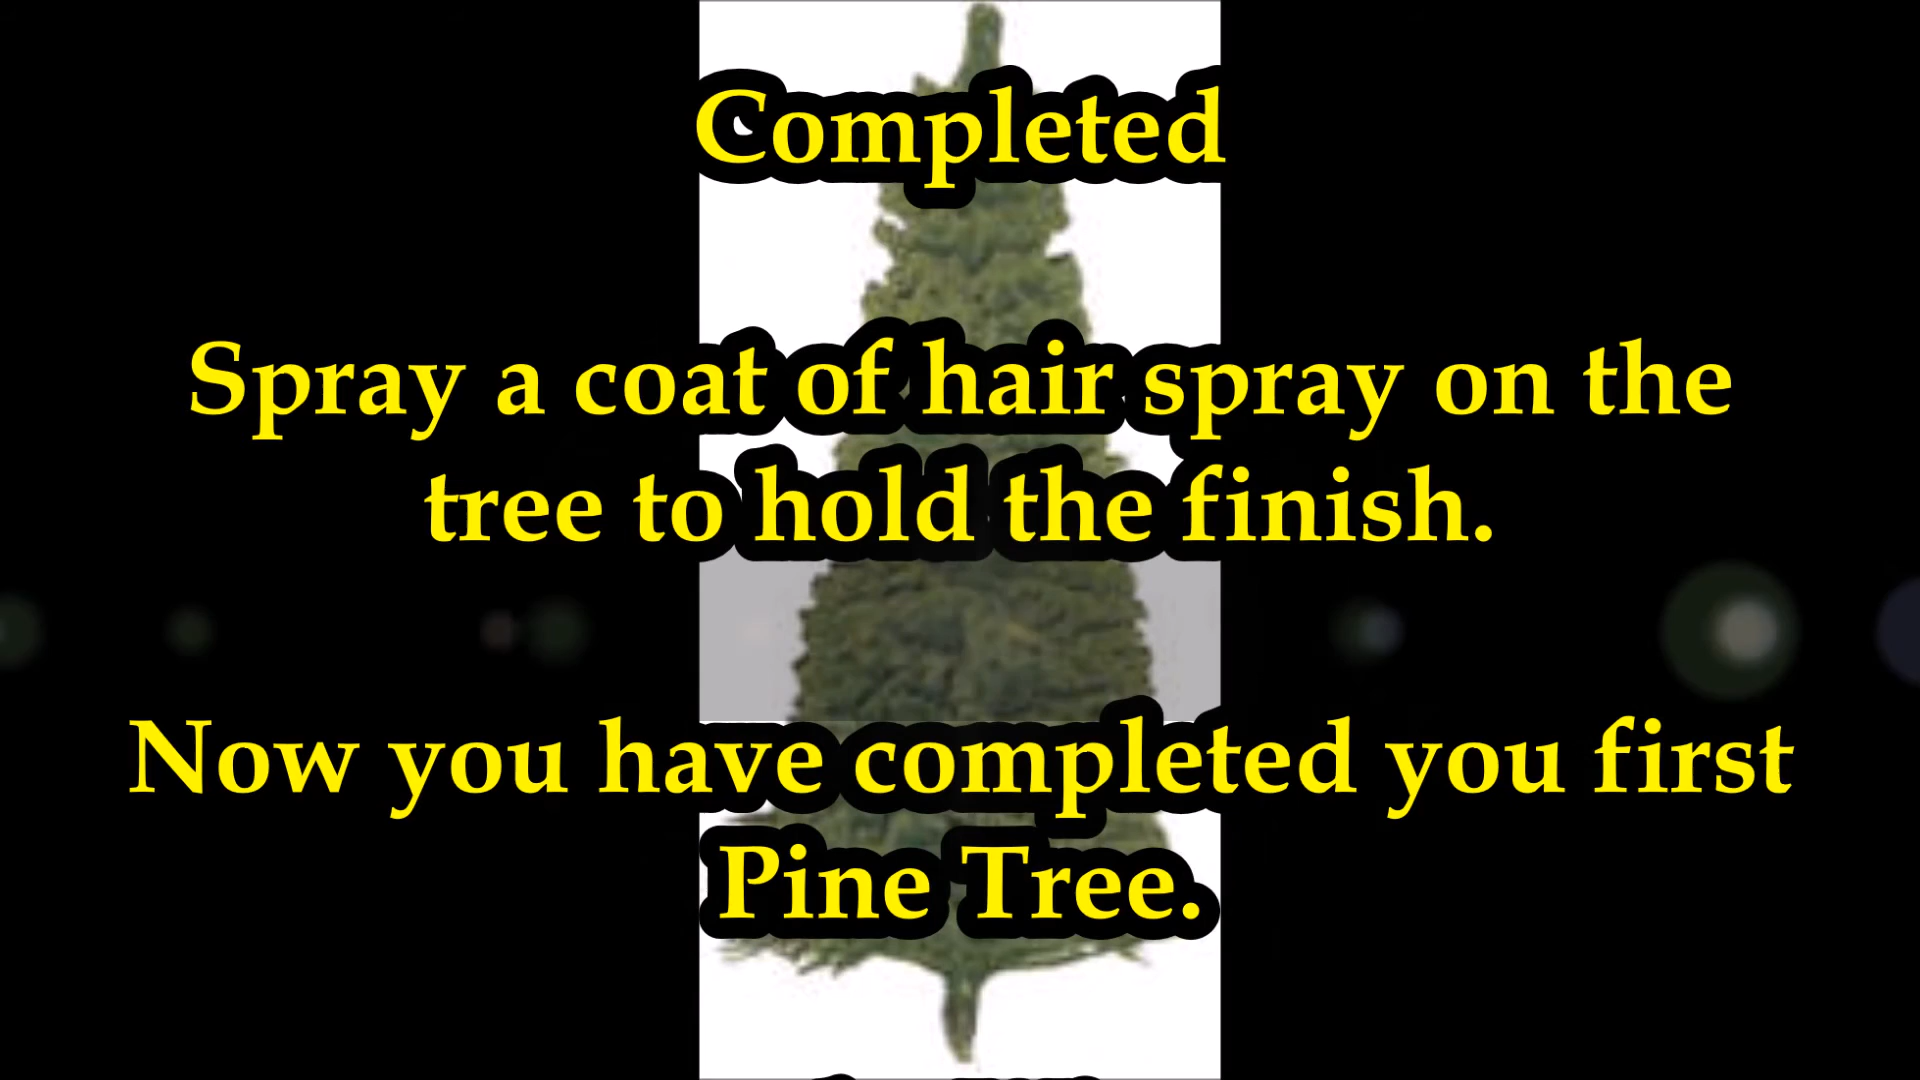 Completed
Spray a coat of hair spray on the
tree to hold the finish.
Now you have completed you first
Pine Tree.